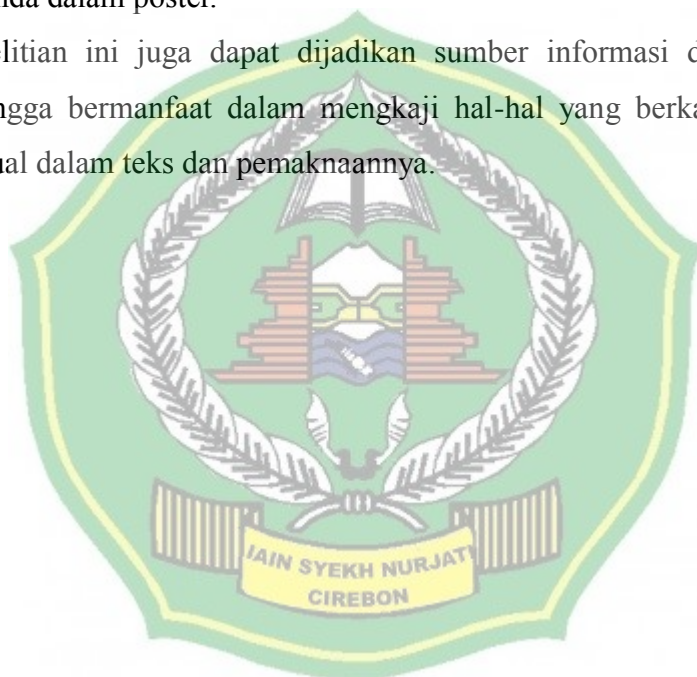 nda dalam poster.
elitian ini juga dapat dijadikan sumber informasi d
ngga bermanfaat dalam mengkaji hal-hal yang berka
ual dalam teks dan pemaknaannya.
IAIN SYEKH NURJATI
CIREBON